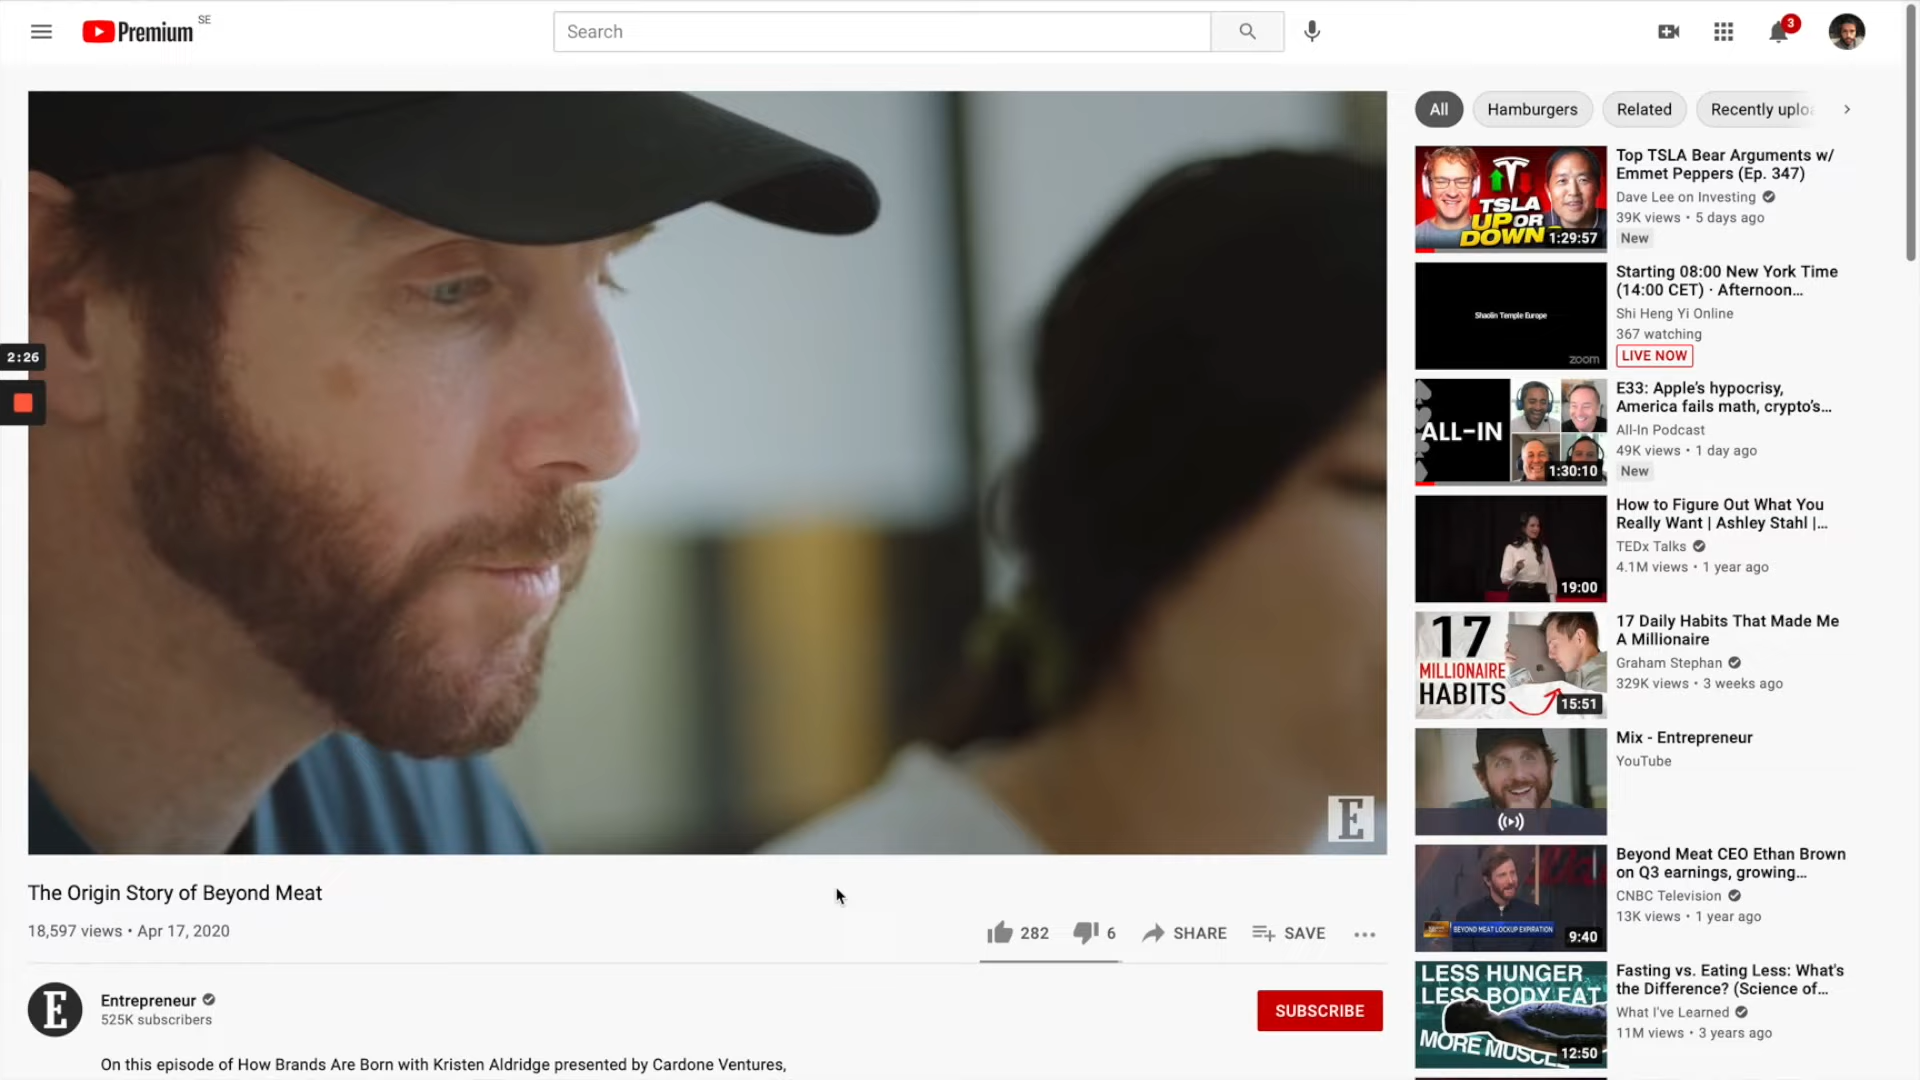 Premium SE
Search
3
2:26
E
The Origin Story of Beyond Meat
18,597 views • Apr 17, 2020
282
6
SHARE
SAVE
E
Entrepreneur
525K subscribers
SUBSCRIBE
On this episode of How Brands Are Born with Kristen Aldridge presented by Cardone Ventures,
All
Hamburgers
Related
Recently uplo
TSLA
UP OR
DOWN
1:29:57
Top TSLA Bear Arguments w/
Emmet Peppers (Ep. 347)
Dave Lee on Investing
39K views • 5 days ago
New
Shaolin Temple Europe
zoom
Starting 08:00 New York Time
(14:00 CET) · Afternoon...
Shi Heng Yi Online
367 watching
LIVE NOW
ALL-IN
1:30:10
E33: Apple's hypocrisy,
America fails math, crypto's...
All-In Podcast
49K views • 1 day ago
New
19:00
How to Figure Out What You
Really Want | Ashley Stahl |...
TEDx Talks
4.1M views • 1 year ago
17
MILLIONAIRE
HABITS
15:51
17 Daily Habits That Made Me
A Millionaire
Graham Stephan
329K views • 3 weeks ago
Mix - Entrepreneur
YouTube
BEYOND MEAT LOCKUP EXPIRATION
9:40
Beyond Meat CEO Ethan Brown
on Q3 earnings, growing...
CNBC Television
13K views • 1 year ago
LESS HUNGER
LESS BODY FAT
MORE MUSCL
12:50
Fasting vs. Eating Less: What's
the Difference? (Science of...
What I've Learned
11M views • 3 years ago